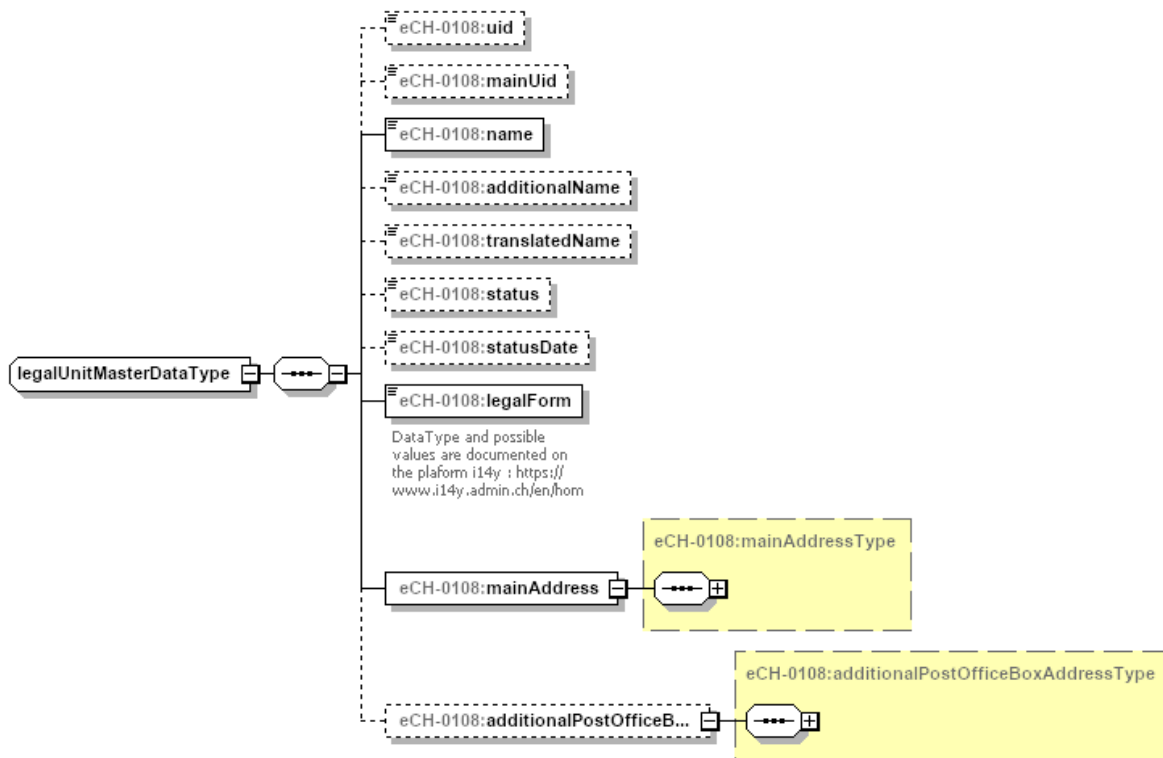 eCH-0108:uid
eCH-0108:mainUid
eCH-0108:name
eCH-0108:additionalName
eCH-0108:translatedName
eCH-0108:status
eCH-0108:statusDate
legalUnitMasterDataType
eCH-0108:legalForm
DataType and possible
values are documented on
the plaform i14y : https://
www.i14y.admin.ch/en/hom
eCH-0108:mainAddressType
eCH-0108:mainAddress
eCH-0108:additionalPostOfficeBoxAddressType
eCH-0108:additionalPostOfficeB...